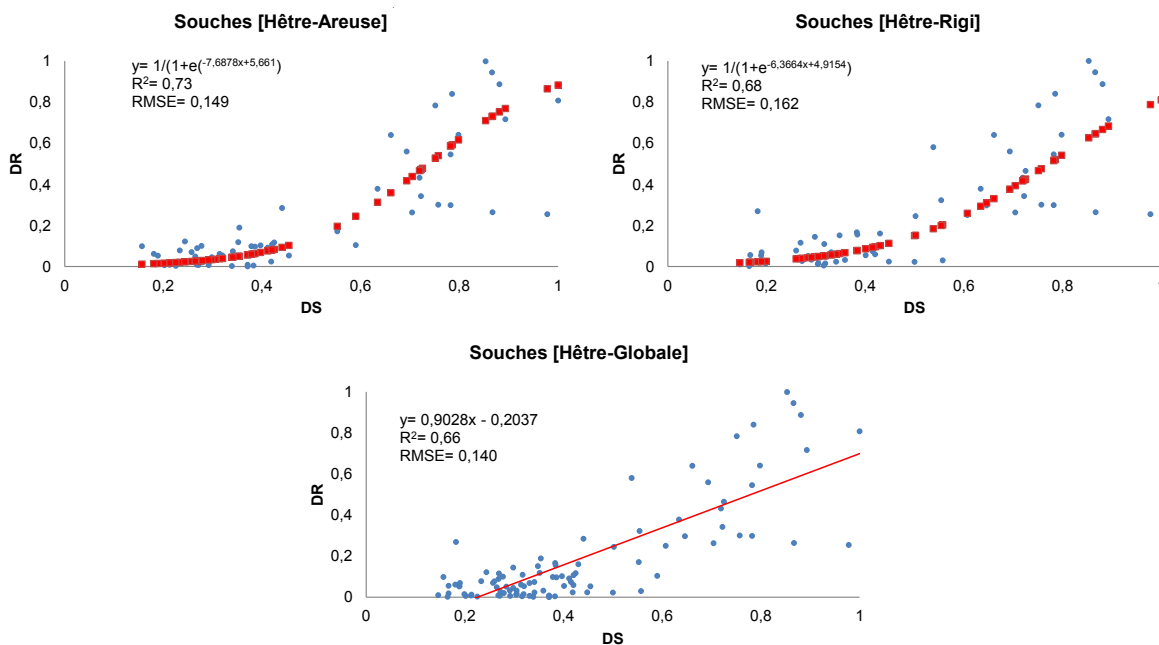 Souches [Hêtre-Areuse]
y= 1/(1+e(-7,6878x+5,661)
R²= 0,73
RMSE= 0,149
DR
1
0,8
0,6
0,4
0,2
0
0 0,2 0,4 0,6 0,8 1
DS
Souches [Hêtre-Rigi]
y= 1/(1+e-6,3664x+4,9154)
R²= 0,68
RMSE= 0,162
DR
1
0,8
0,6
0,4
0,2
0
0 0,2 0,4 0,6 0,8 1
DS
Souches [Hêtre-Globale]
y= 0,9028x - 0,2037
R²= 0,66
RMSE= 0,140
DR
1
0,8
0,6
0,4
0,2
0
0 0,2 0,4 0,6 0,8 1
DS